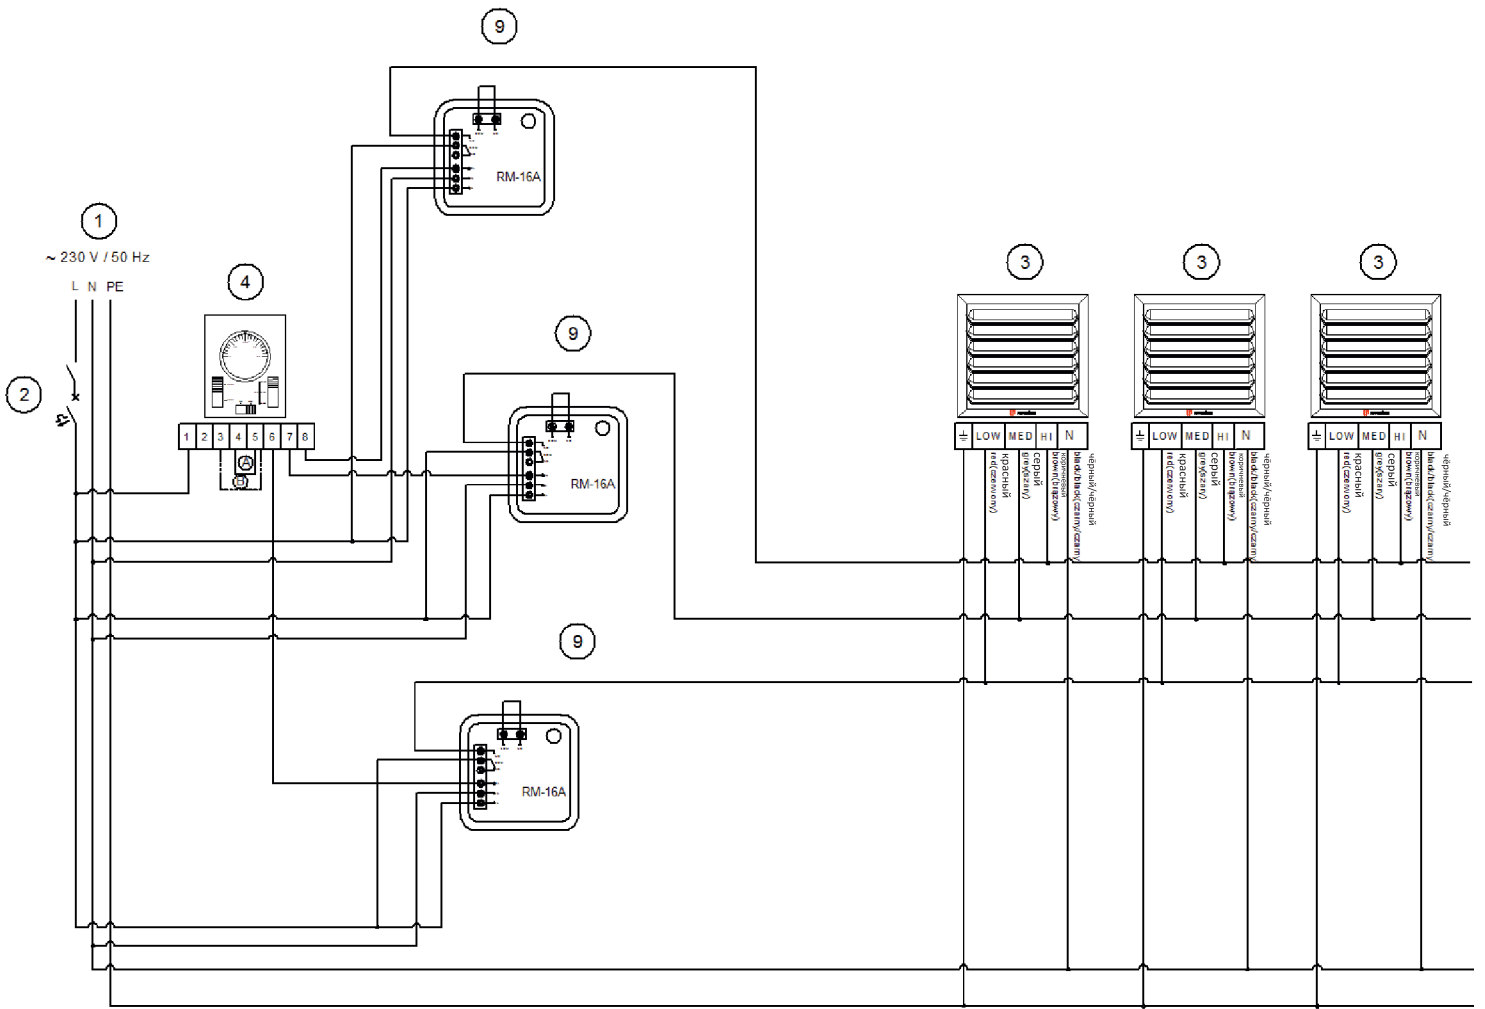 9
RM-16A
1
~ 230 V / 50 Hz
L N PE
4
2
1 2 3 4 5 6 7 8
A
B
9
RM-16A
9
RM-16A
3
LOW MED HI N
red(czerwony)
красный
grey(szary)
серый
brown(brązowy)
коричневый
black/black(czarny/czarny
чёрный/чёрный
3
LOW MED HI N
red(czerwony)
красный
grey(szary)
серый
brown(brązowy)
коричневый
black/black(czarny/czarny
чёрный/чёрный
3
LOW MED HI N
red(czerwony)
красный
grey(szary)
серый
brown(brązowy)
коричневый
black/black(czarny/czarny
чёрный/чёрный